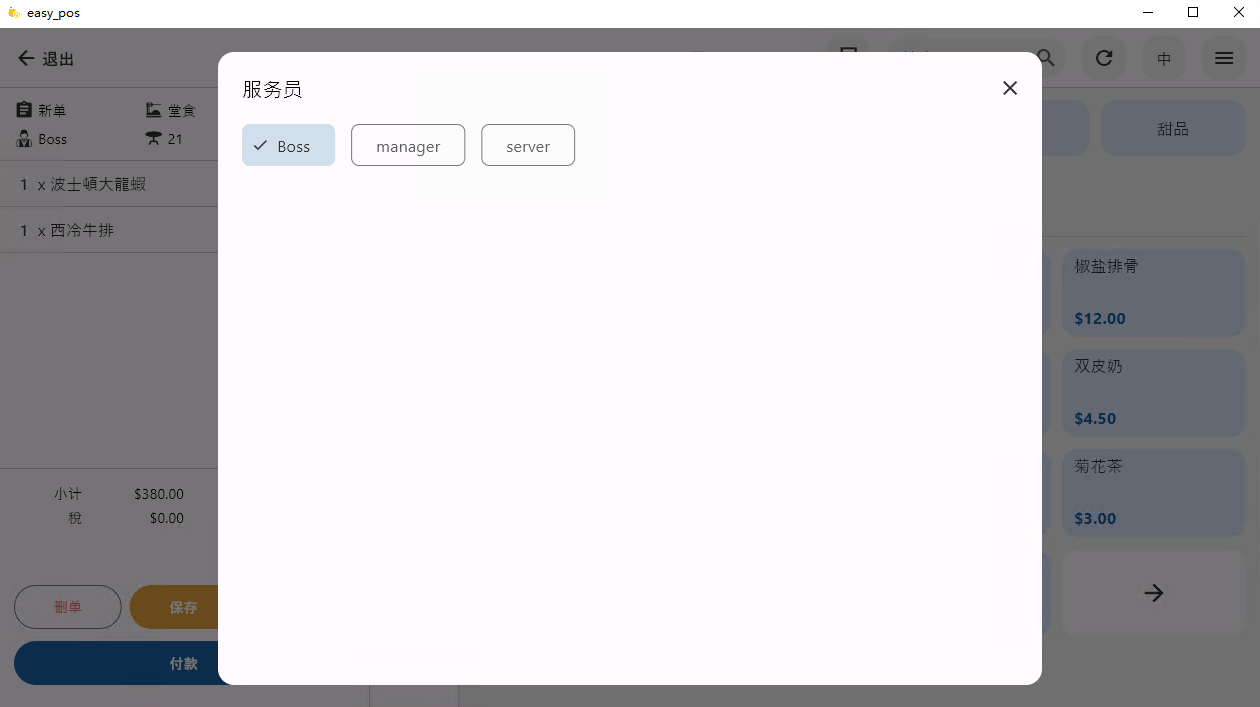 easy_pos
退出
中
新单
堂食
Boss
21
1 x 波士頓大龍蝦
1 x 西冷牛排
小计 $380.00
税 $0.00
删单
保存
付款
服务员
Boss
manager
server
甜品
椒盐排骨
$12.00
双皮奶
$4.50
菊花茶
$3.00